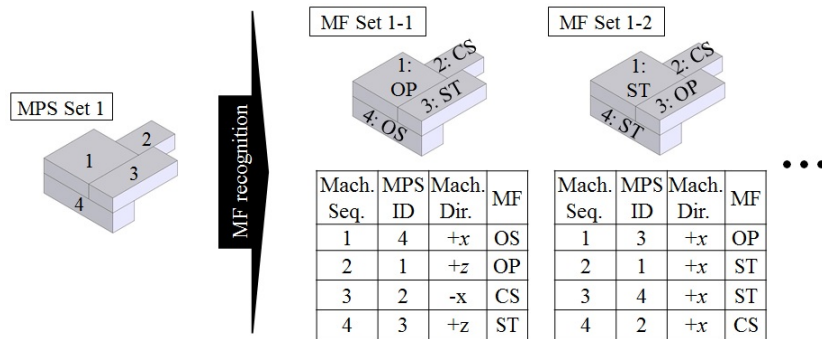 MPS Set 1
1
2
3
4
MF recognition
MF Set 1-1
1:
OP
2: CS
3: ST
4: OS
Mach. Seq. MPS ID Mach. Dir. MF
1 4 +x OS
2 1 +z OP
3 2 -x CS
4 3 +z ST
MF Set 1-2
1:
ST
2: CS
3: OP
4: ST
Mach. Seq. MPS ID Mach. Dir. MF
1 3 +x OP
2 1 +x ST
3 4 +x ST
4 2 +x CS
...